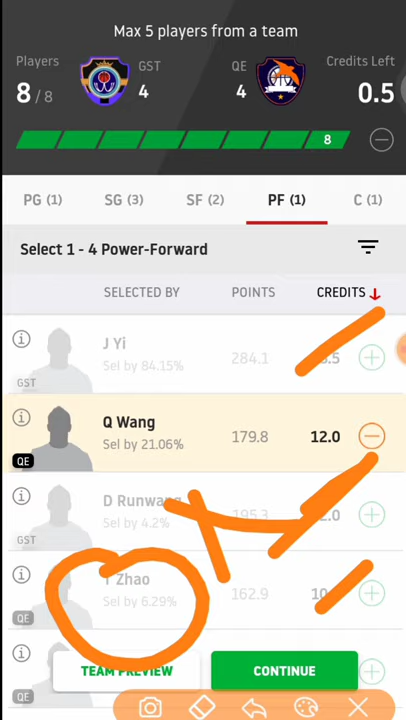 Max 5 players from a team
Players GST QE Credits Left
8 / 8 4 4 0.5
8
PG (1) SG (3) SF (2) PF (1) C (1)
Select 1 - 4 Power-Forward
SELECTED BY POINTS CREDITS
J Yi
Sel by 84.15% 284.1
GST
Q Wang
Sel by 21.06% 179.8 12.0
QE
D Runwang
Sel by 4.2% 195.3
GST
Zhao
Sel by 6.29% 162.9
QE
QE
TEAM PREVIEW CONTINUE